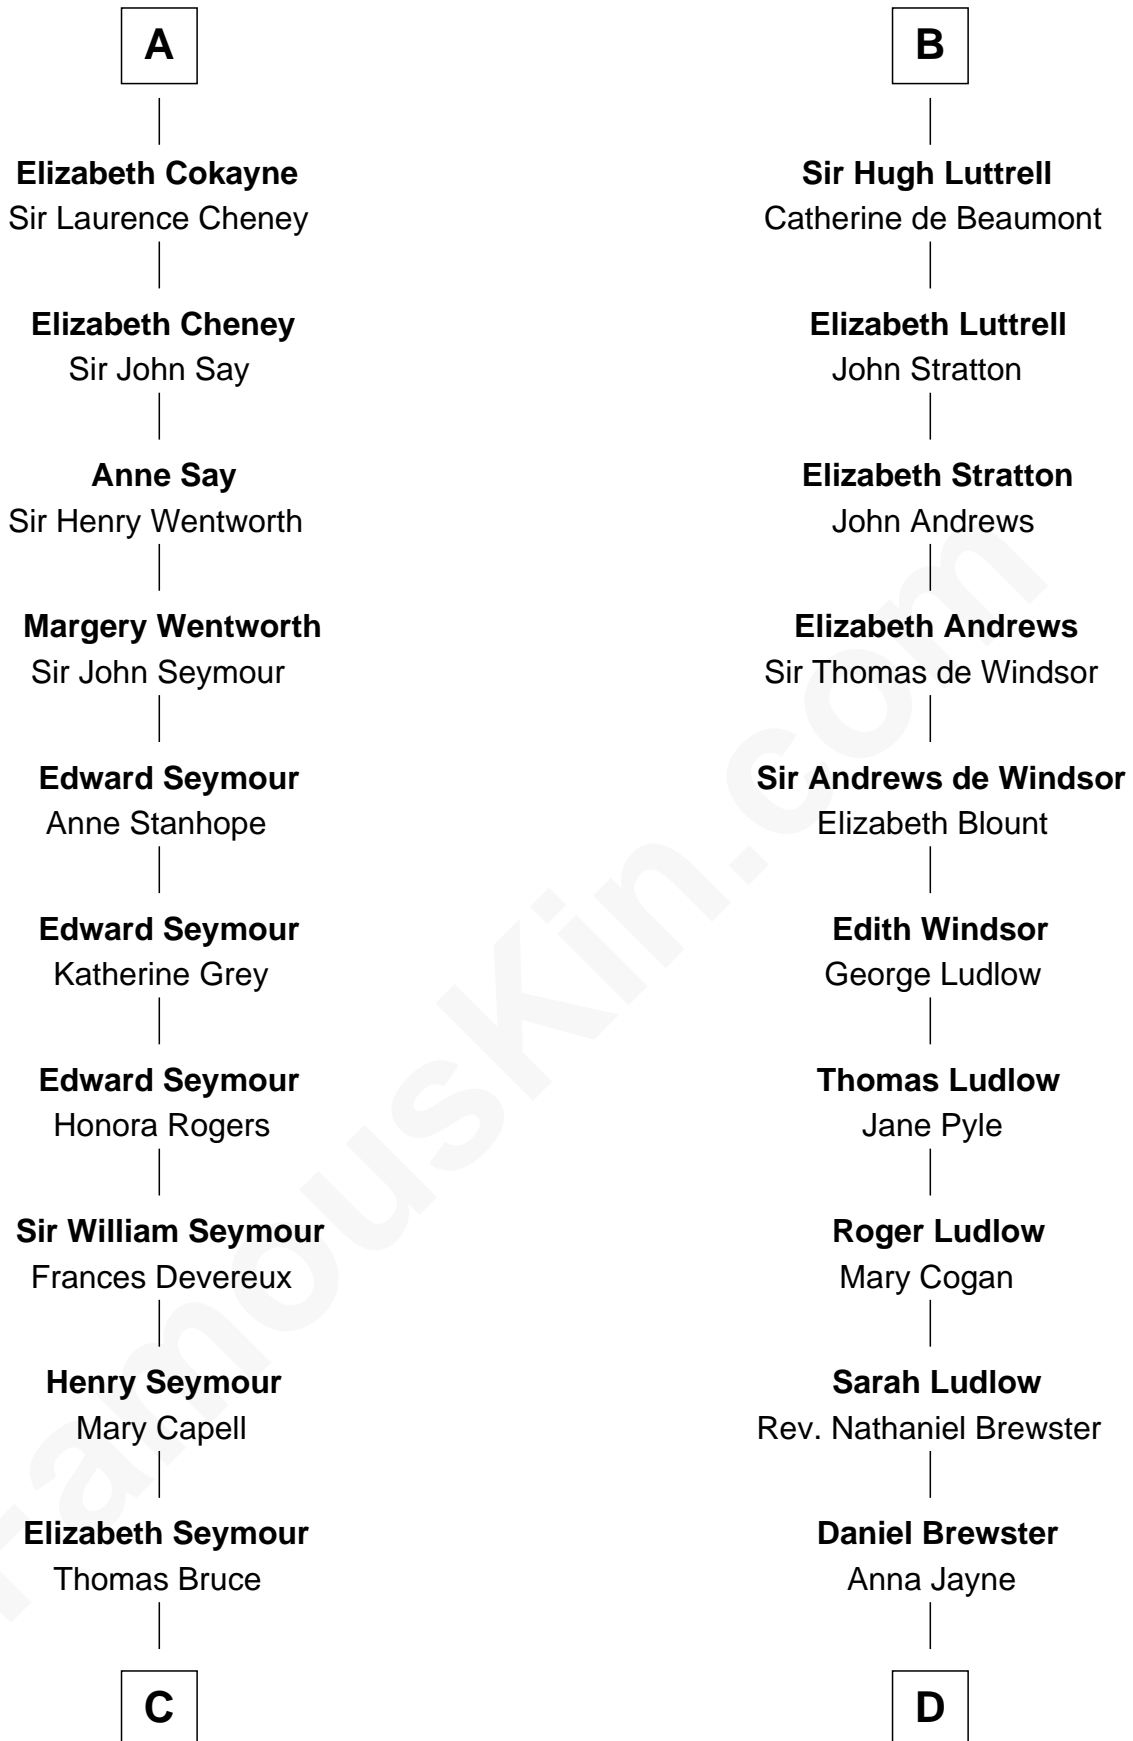 A
Elizabeth Cokayne
Sir Laurence Cheney
Elizabeth Cheney
Sir John Say
Anne Say
Sir Henry Wentworth
Margery Wentworth
Sir John Seymour
Edward Seymour
Anne Stanhope
Edward Seymour
Katherine Grey
Edward Seymour
Honora Rogers
Sir William Seymour
Frances Devereux
Henry Seymour
Mary Capell
Elizabeth Seymour
Thomas Bruce
C
B
Sir Hugh Luttrell
Catherine de Beaumont
Elizabeth Luttrell
John Stratton
Elizabeth Stratton
John Andrews
Elizabeth Andrews
Sir Thomas de Windsor
Sir Andrews de Windsor
Elizabeth Blount
Edith Windsor
George Ludlow
Thomas Ludlow
Jane Pyle
Roger Ludlow
Mary Cogan
Sarah Ludlow
Rev. Nathaniel Brewster
Daniel Brewster
Anna Jayne
D
FamousKin.com